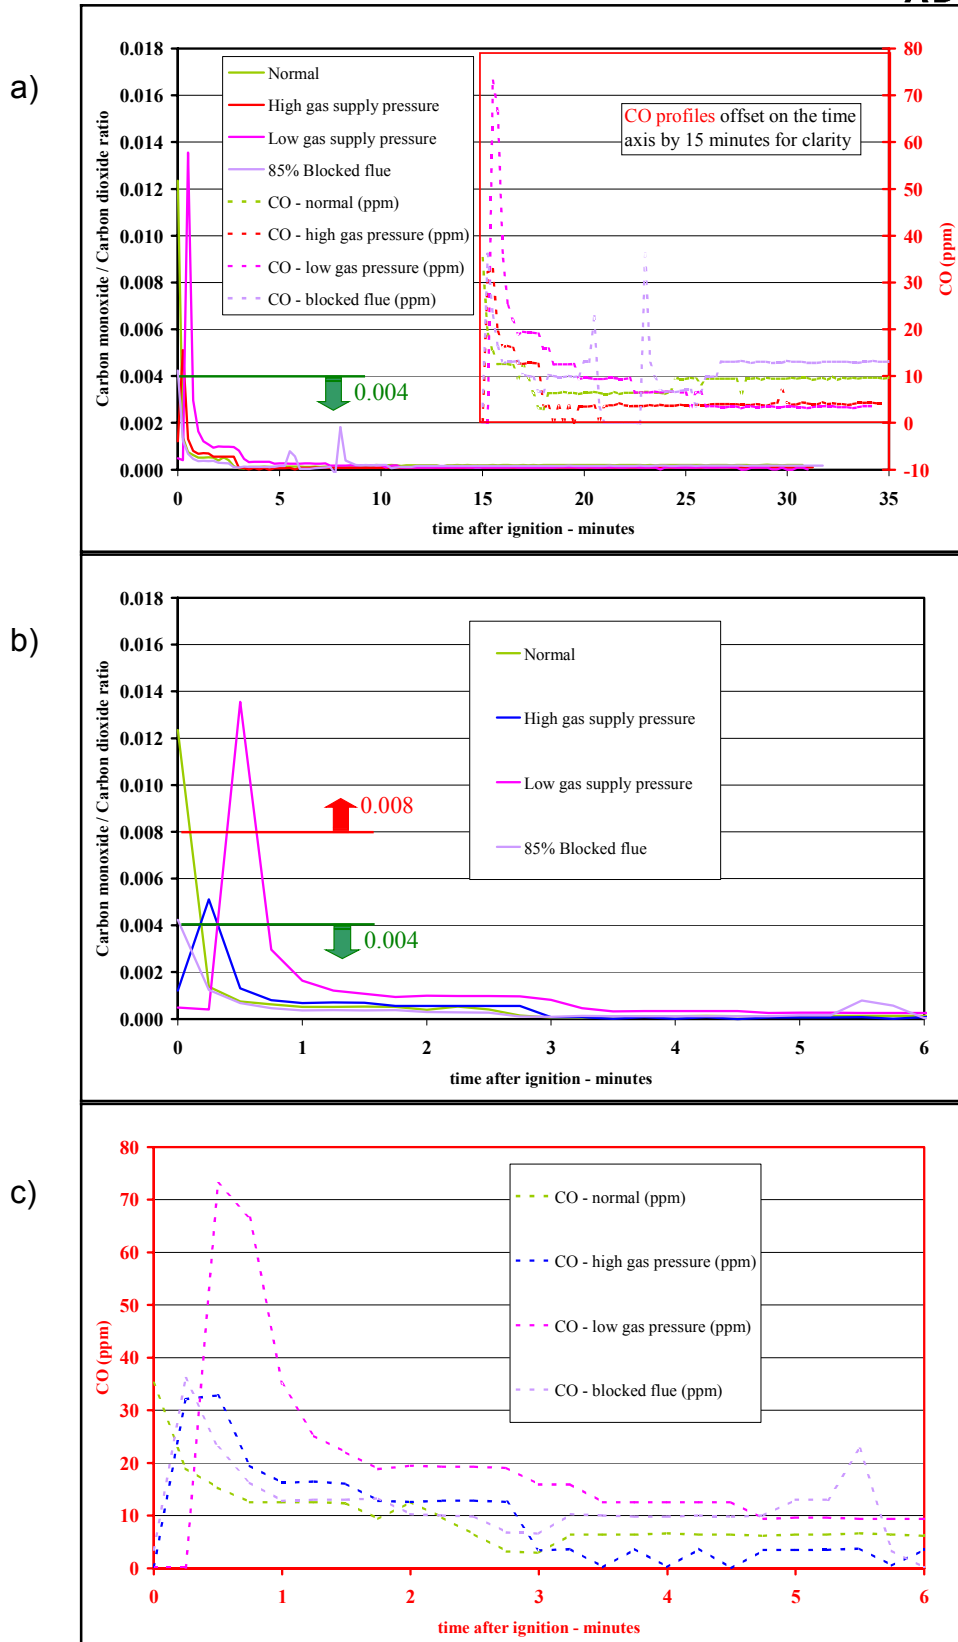 a)
0.018
0.016
0.014
0.012
0.010
0.008
0.006
0.004
0.002
0.000
Carbon monoxide / Carbon dioxide ratio
Normal
High gas supply pressure
Low gas supply pressure
85% Blocked flue
CO - normal (ppm)
CO - high gas pressure (ppm)
CO - low gas pressure (ppm)
CO - blocked flue (ppm)
CO profiles offset on the time
axis by 15 minutes for clarity
0.004
80
70
60
50
40
30
20
10
0
-10
CO (ppm)
0 5 10 15 20 25 30 35
time after ignition - minutes
b)
0.018
0.016
0.014
0.012
0.010
0.008
0.006
0.004
0.002
0.000
Carbon monoxide / Carbon dioxide ratio
Normal
High gas supply pressure
Low gas supply pressure
85% Blocked flue
0.008
0.004
0 1 2 3 4 5 6
time after ignition - minutes
c)
80
70
60
50
40
30
20
10
0
CO (ppm)
CO - normal (ppm)
CO - high gas pressure (ppm)
CO - low gas pressure (ppm)
CO - blocked flue (ppm)
0 1 2 3 4 5 6
time after ignition - minutes